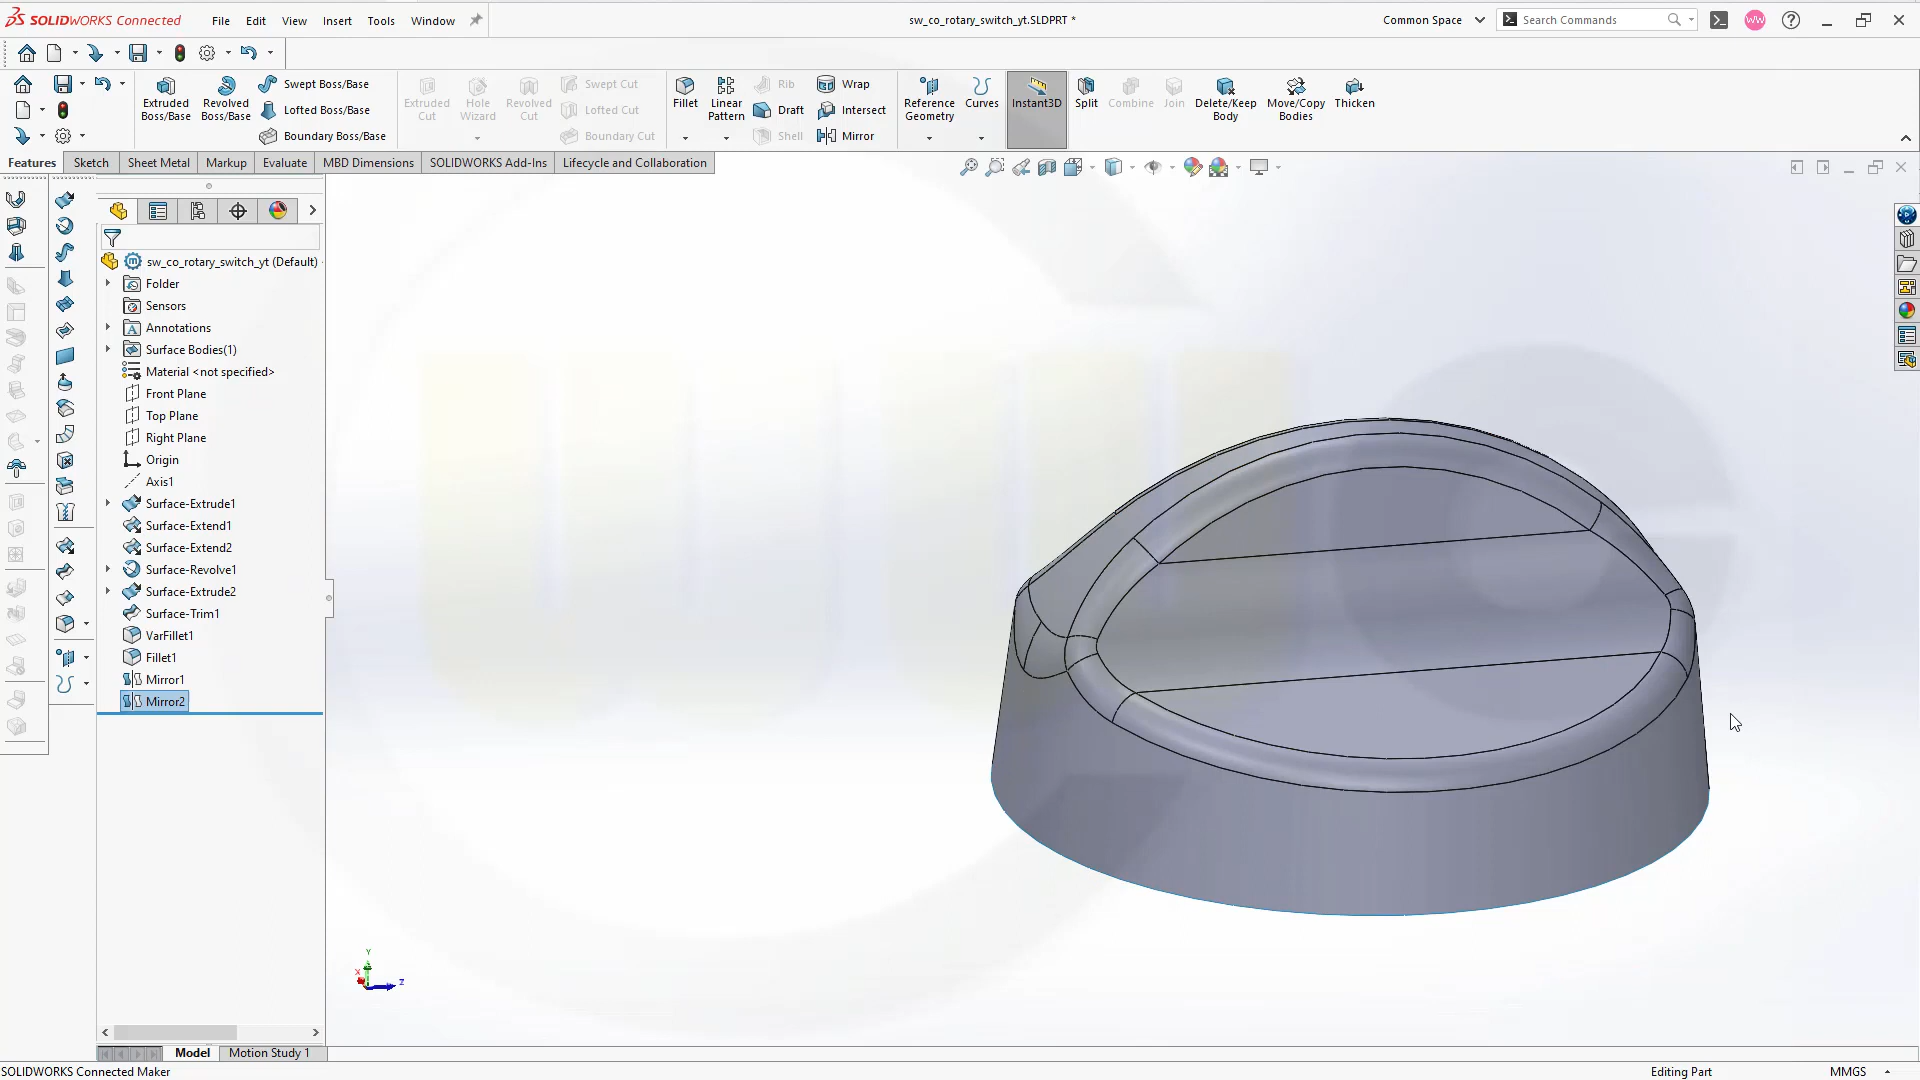 SOLIDWORKS Connected
File Edit View Insert Tools Window
sw_co_rotary_switch_yt.SLDPRT *
Common Space
Search Commands
WW
Extruded Boss/Base
Revolved Boss/Base
Swept Boss/Base
Lofted Boss/Base
Boundary Boss/Base
Extruded Cut
Hole Wizard
Revolved Cut
Swept Cut
Lofted Cut
Boundary Cut
Fillet
Linear Pattern
Rib
Draft
Shell
Wrap
Intersect
Mirror
Reference Geometry
Curves
Instant3D
Split
Combine
Join
Delete/Keep Body
Move/Copy Bodies
Thicken
Features Sketch Sheet Metal Markup Evaluate MBD Dimensions SOLIDWORKS Add-Ins Lifecycle and Collaboration
sw_co_rotary_switch_yt (Default)
Folder
Sensors
Annotations
Surface Bodies(1)
Material <not specified>
Front Plane
Top Plane
Right Plane
Origin
Axis1
Surface-Extrude1
Surface-Extend1
Surface-Extend2
Surface-Revolve1
Surface-Extrude2
Surface-Trim1
VarFillet1
Fillet1
Mirror1
Mirror2
Y
X
Z
Model Motion Study 1
SOLIDWORKS Connected Maker
Editing Part
MMGS